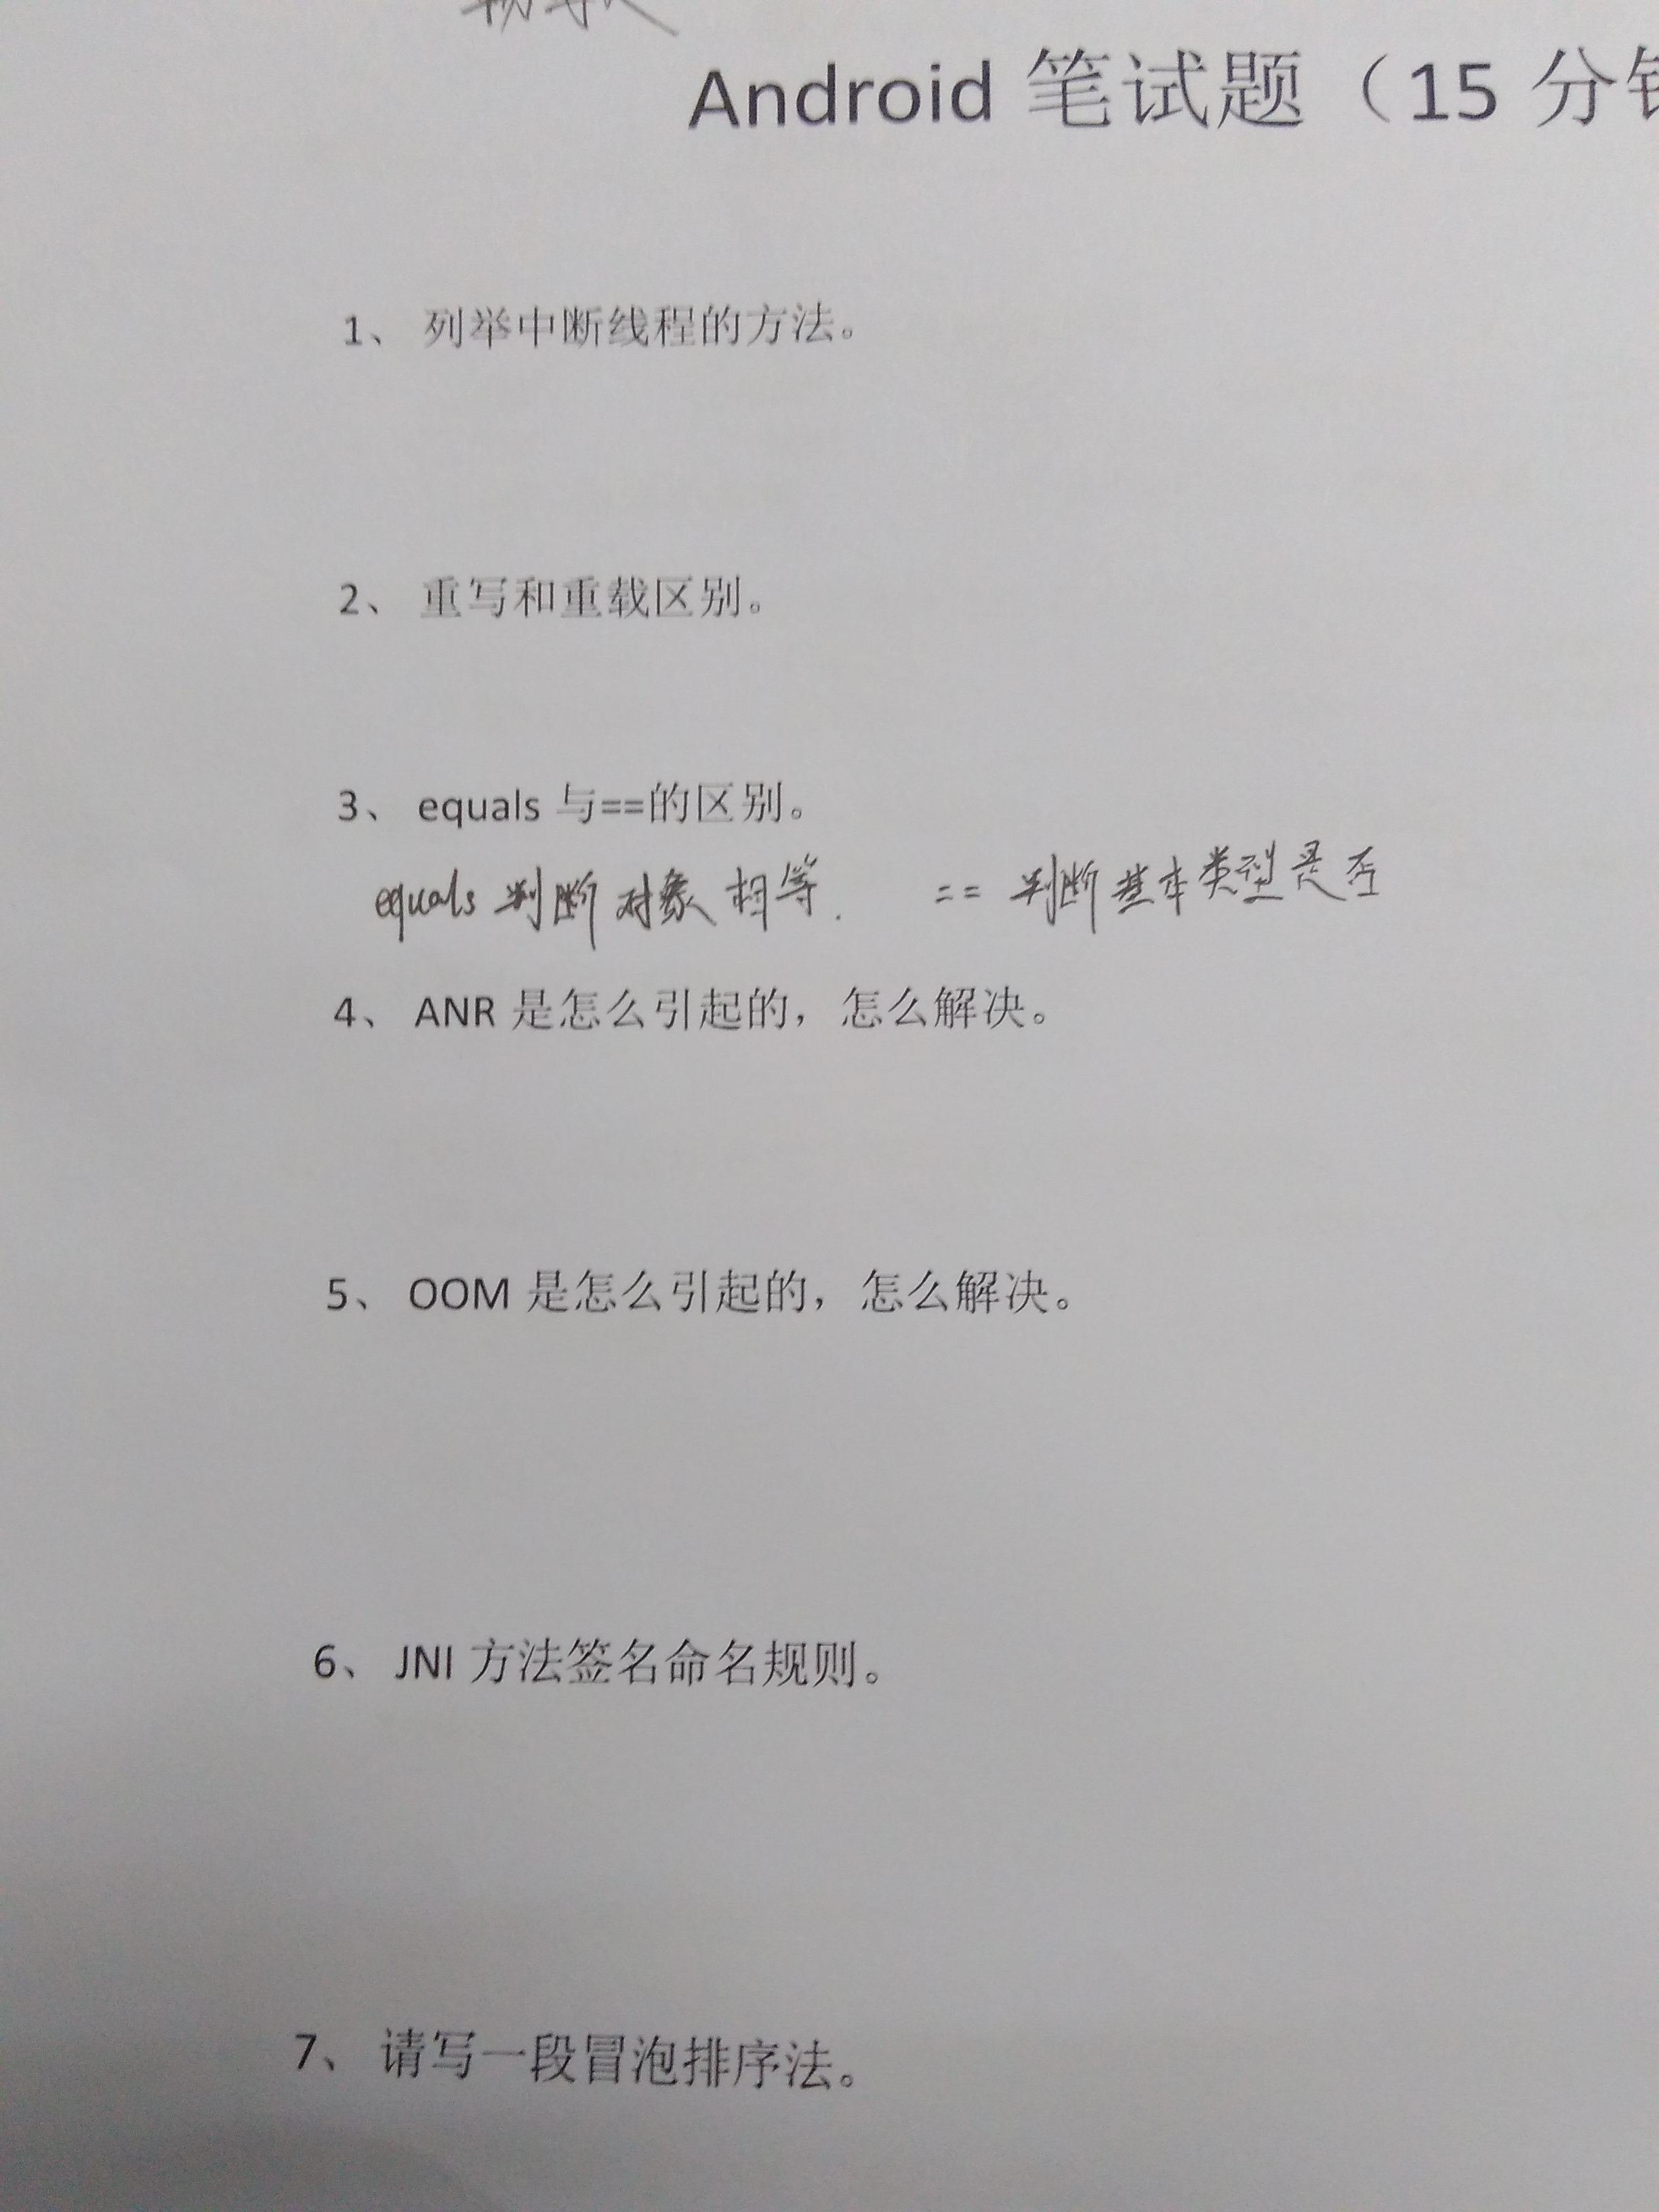 Android 笔试题（15 分钟
1、 列举中断线程的方法。
2、 重写和重载区别。
3、 equals 与==的区别。
equals 判断对象相等. == 判断基本类型是否
4、 ANR 是怎么引起的，怎么解决。
5、 OOM 是怎么引起的，怎么解决。
6、 JNI 方法签名命名规则。
7、 请写一段冒泡排序法。